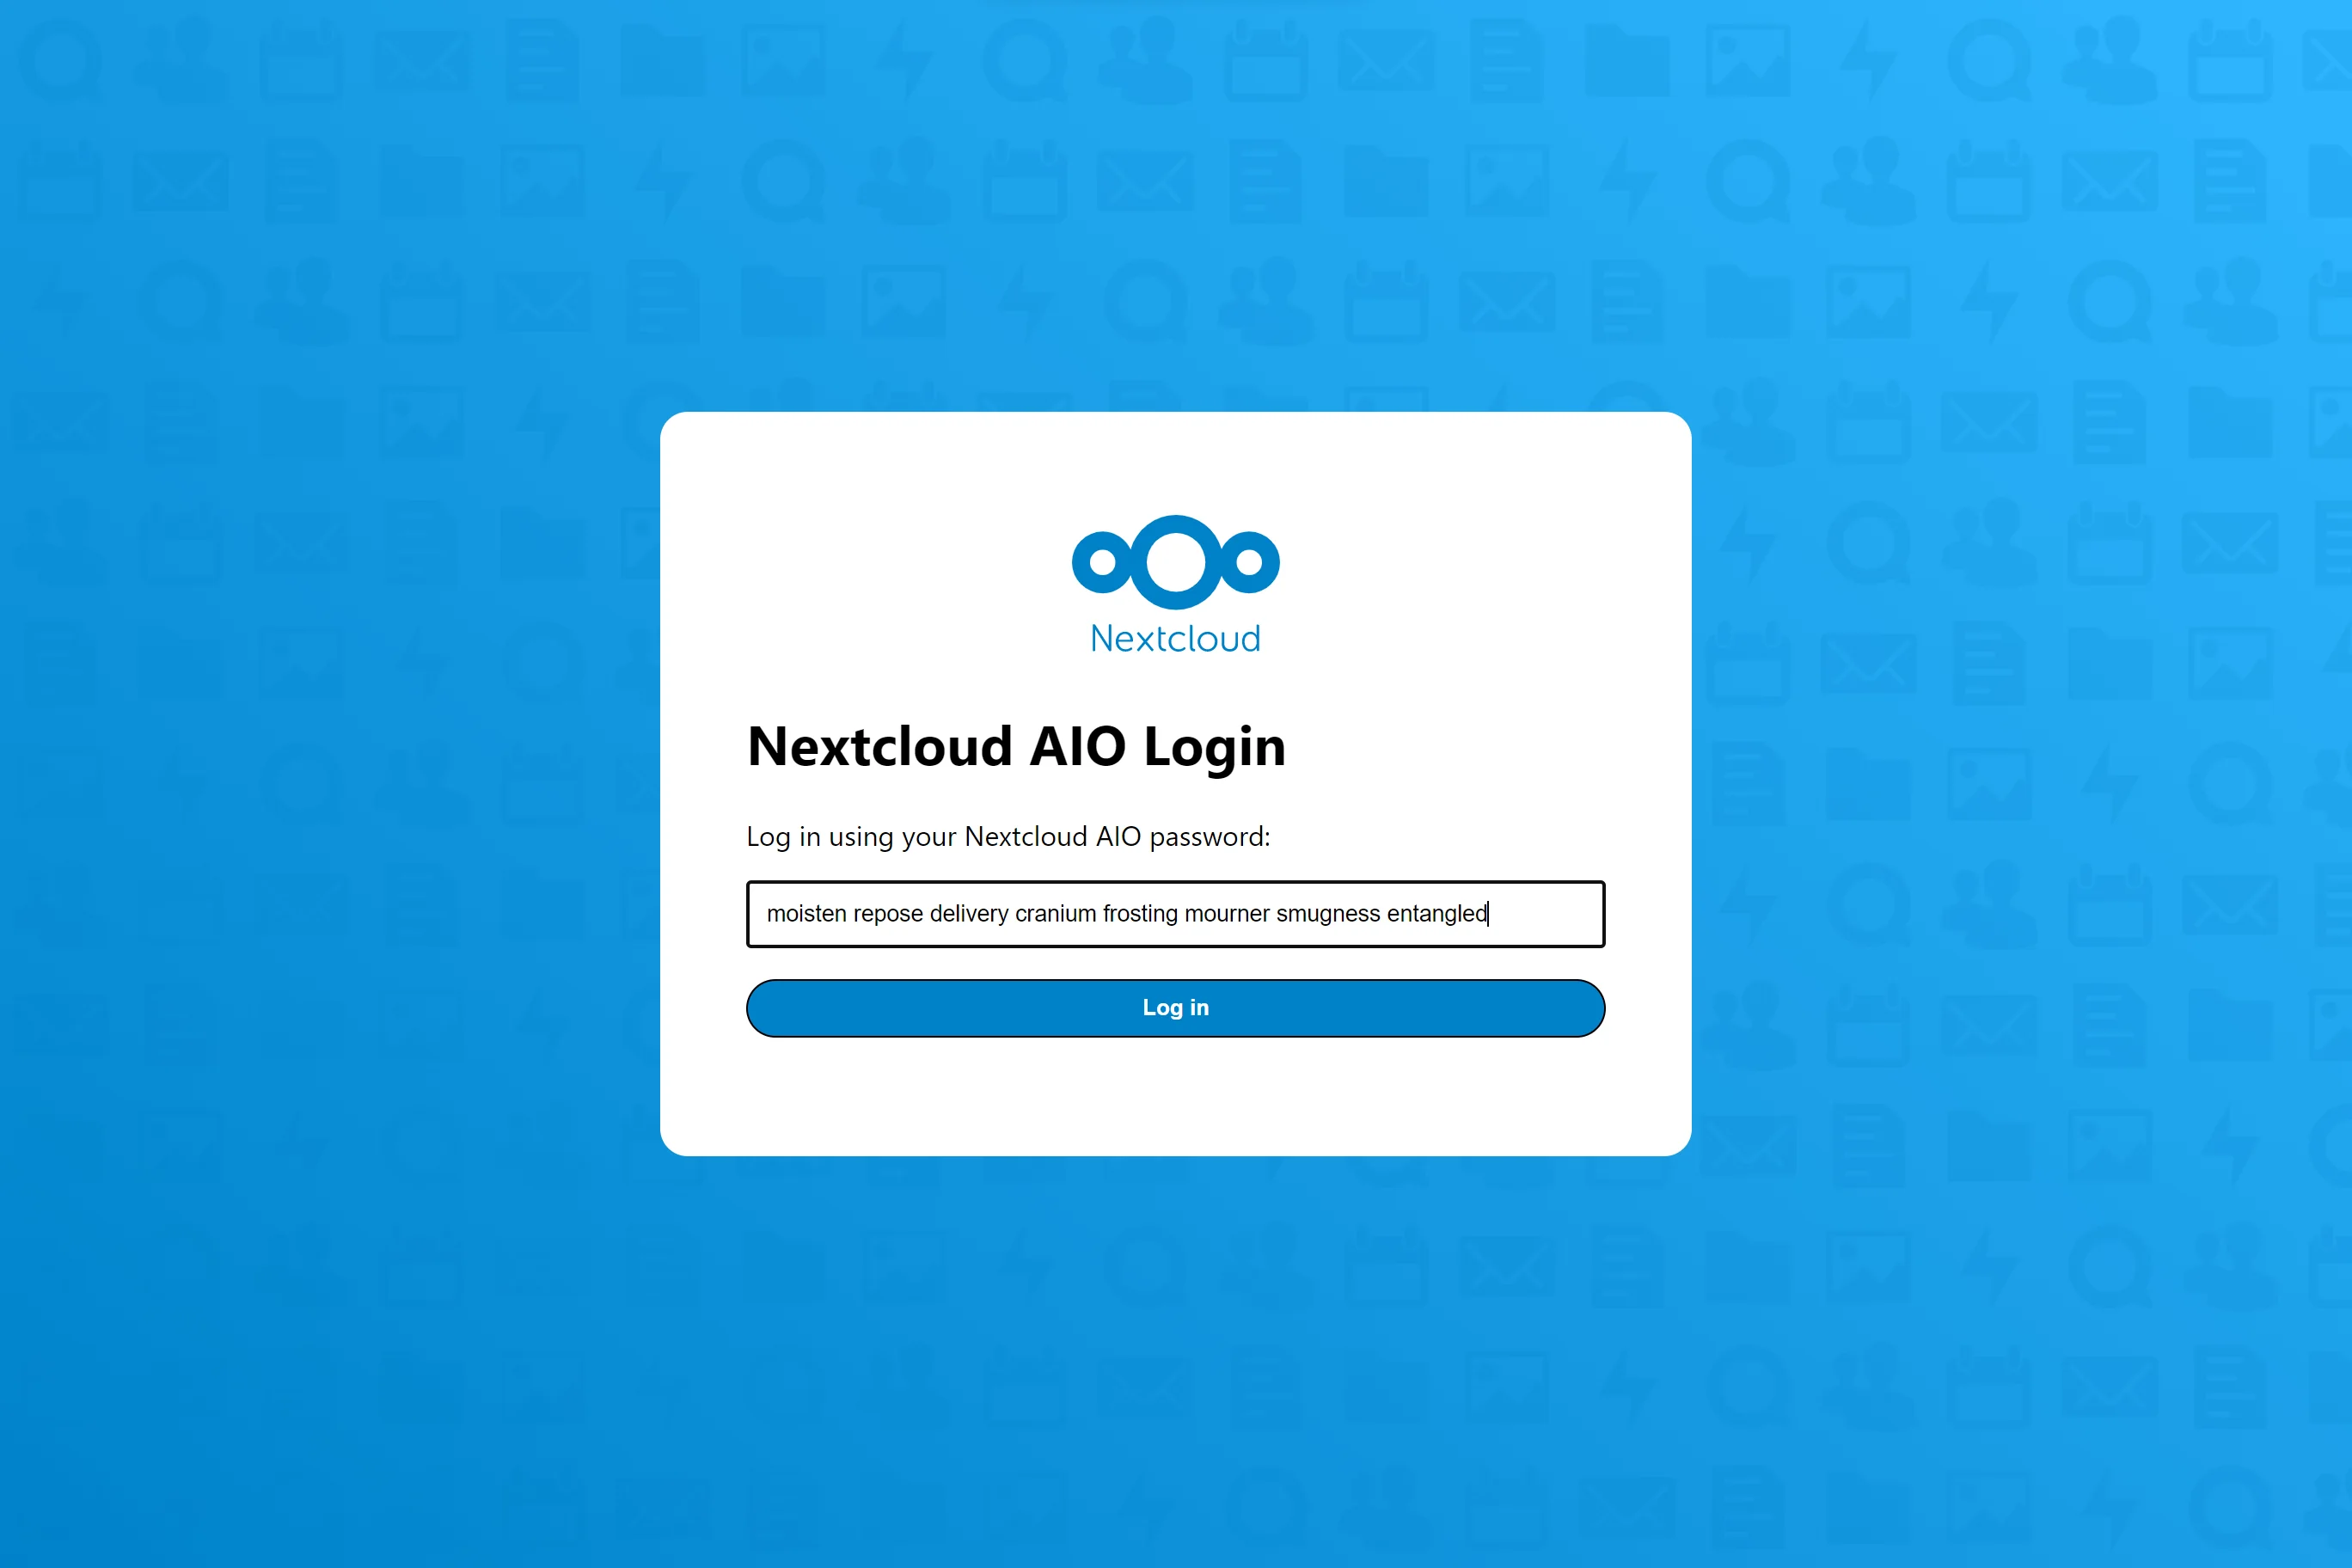 Nextcloud
Nextcloud AIO Login
Log in using your Nextcloud AIO password:
moisten repose delivery cranium frosting mourner smugness entangled
Log in